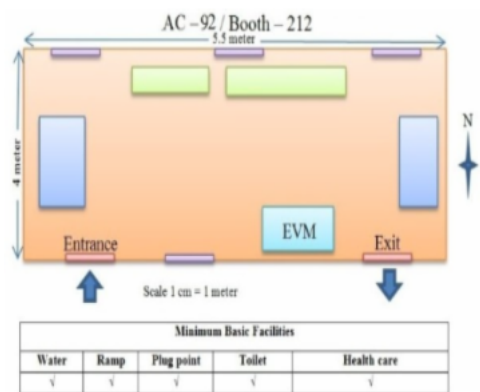 AC – 92 / Booth – 212
5.5 meter
N
4 meter
EVM
Entrance
Exit
Scale 1 cm = 1 meter
Minimum Basic Facilities
Water Ramp Plug point Toilet Health care
√ √ √ √ √